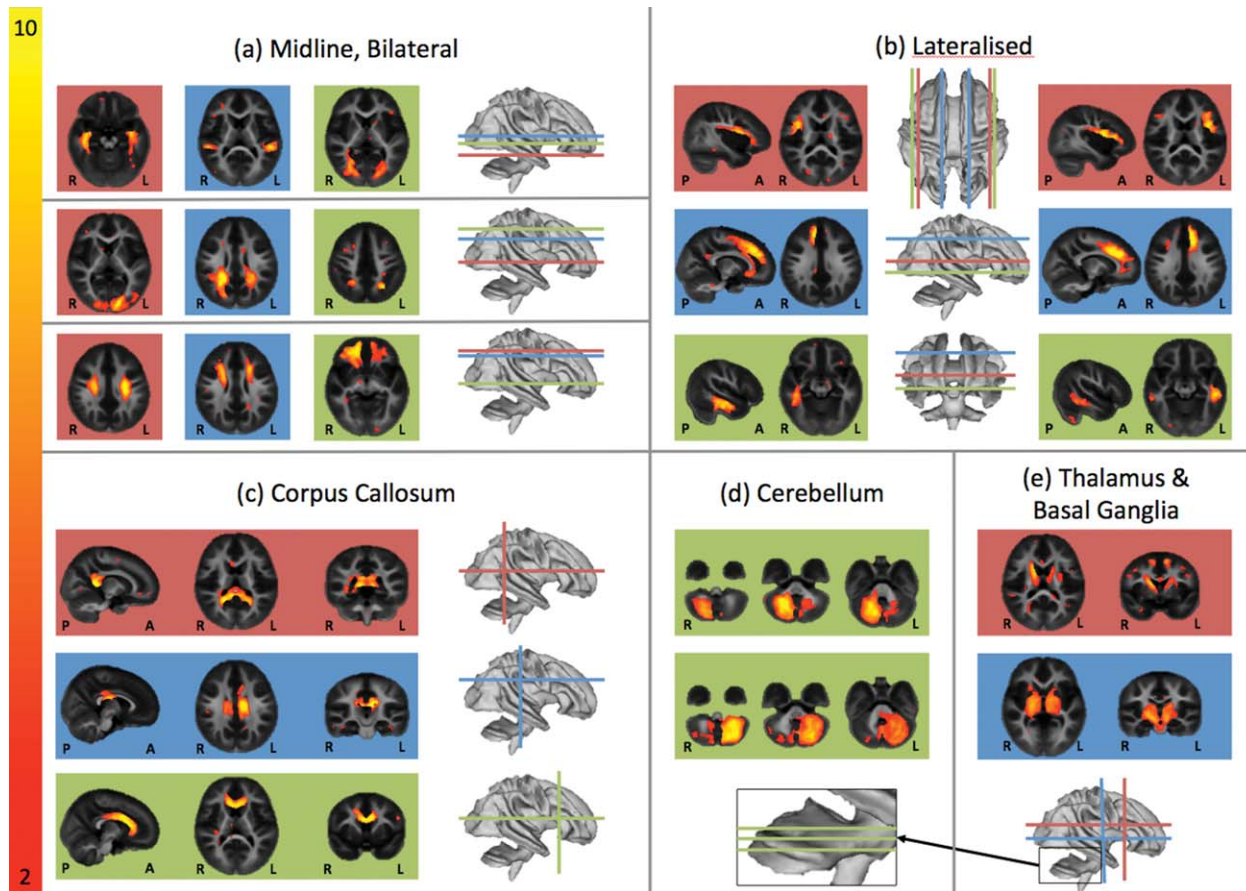 10
(a) Midline, Bilateral
R L R L R L
R L R L R L
R L R L R L
(b) Lateralised
P A R L P A R L
P A R L P A R L
P A R L P A R L
(c) Corpus Callosum
P A R L R L
P A R L R L
P A R L R L
(d) Cerebellum
R L
R L
(e) Thalamus &
Basal Ganglia
R L R L
R L R L
2